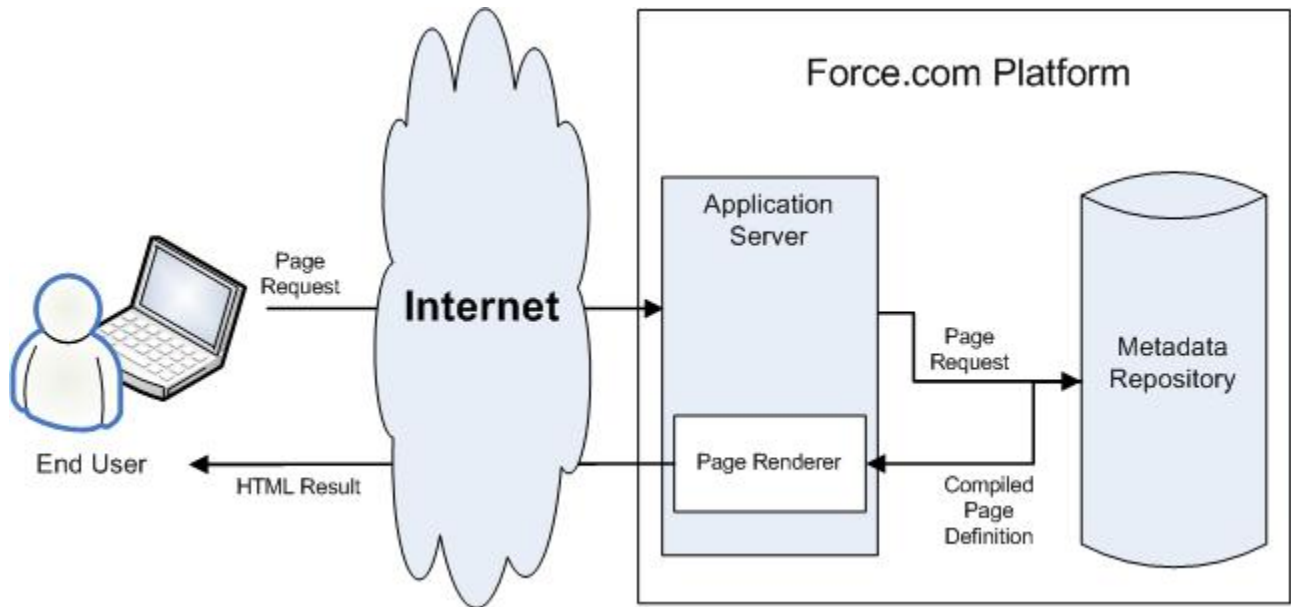 Force.com Platform
Application
Server
Page
Request
Internet
Page
Request
Metadata
Repository
Page Renderer
End User
HTML Result
Compiled
Page
Definition